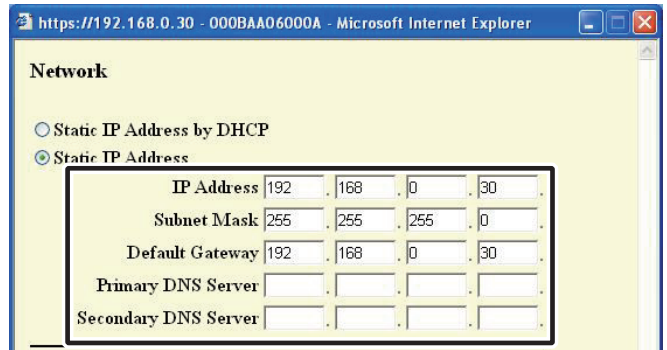 https://192.168.0.30 - 000BAA06000A - Microsoft Internet Explorer
Network
Static IP Address by DHCP
Static IP Address
IP Address 192 . 168 . 0 . 30 .
Subnet Mask 255 . 255 . 255 . 0 .
Default Gateway 192 . 168 . 0 . 30 .
Primary DNS Server . . . .
Secondary DNS Server . . . .